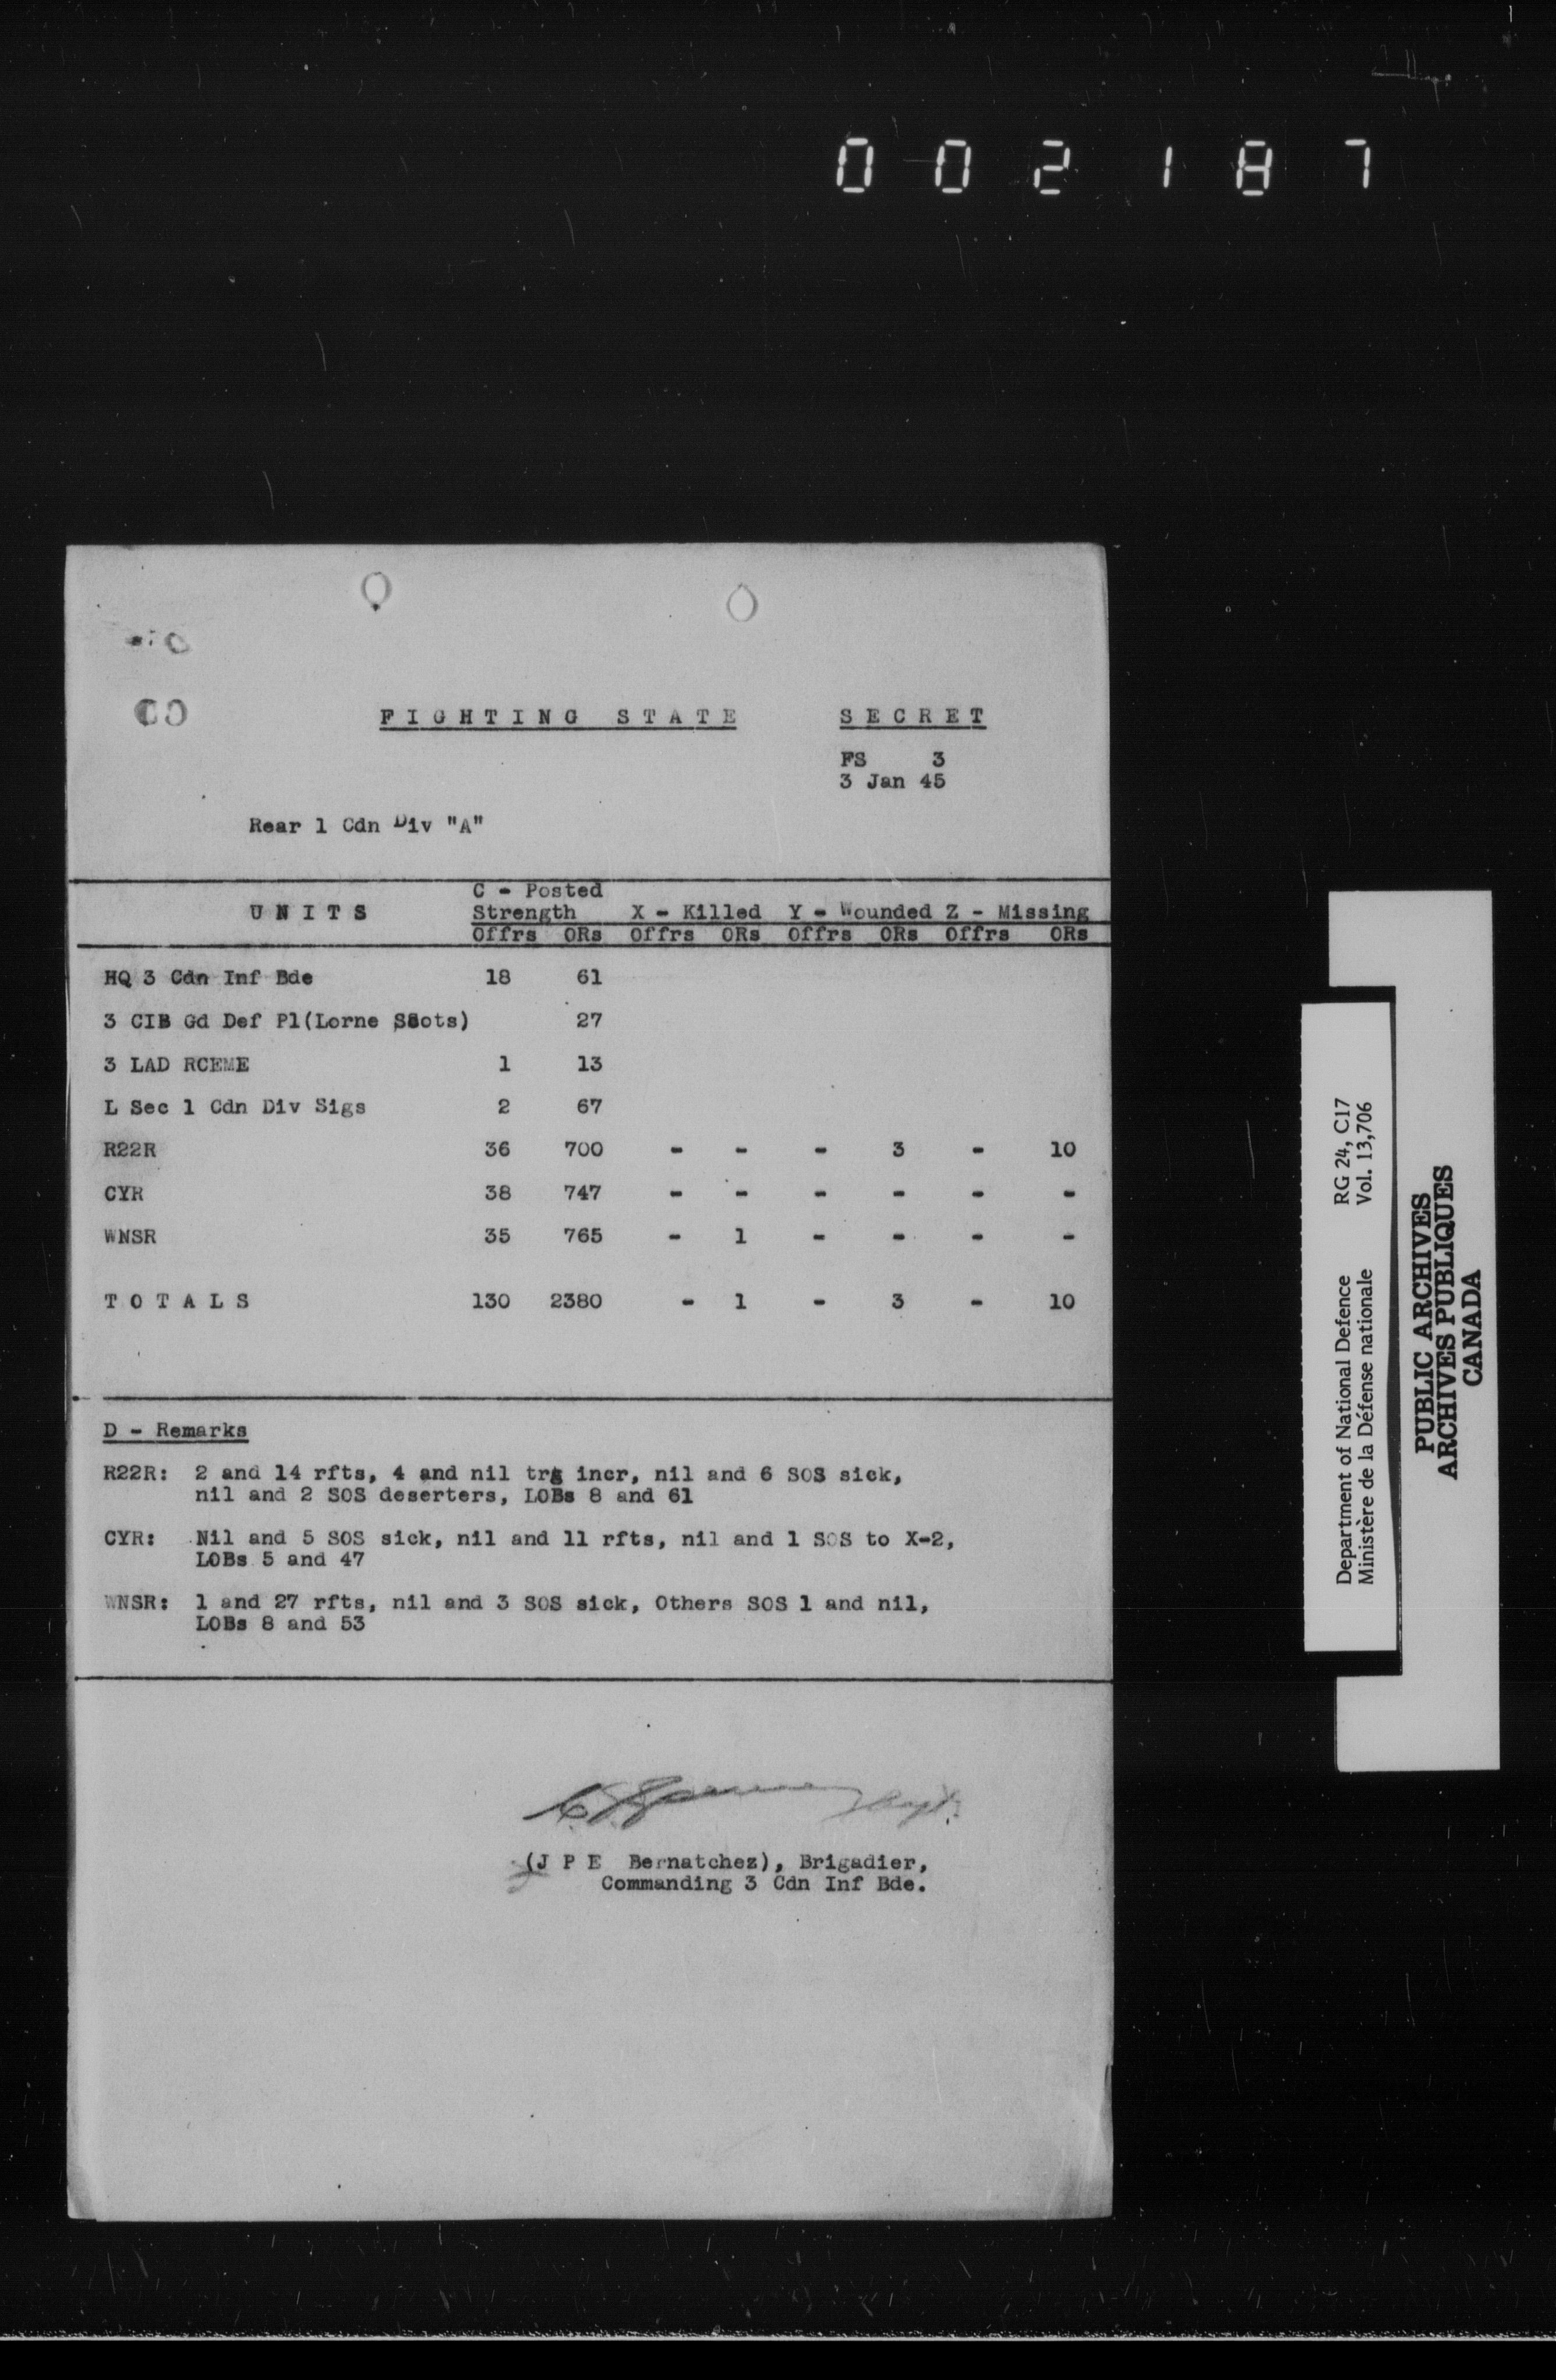 002187
FIGHTING STATE SECRET
FS 3
3 Jan 45
Rear 1 Cdn Div "A"
C - Posted
UNITS Strength X - Killed Y - Wounded Z - Missing
Offrs ORs Offrs ORs Offrs ORs Offrs ORs
HQ 3 Cdn Inf Bde 18 61
3 CIB Gd Def Pl(Lorne Scots) 27
3 LAD RCEME 1 13
L Sec 1 Cdn Div Sigs 2 67
R22R 36 700 - - - 3 - 10
CYR 38 747 - - - - - -
WNSR 35 765 - 1 - - - -
TOTALS 130 2380 - 1 - 3 - 10
D - Remarks
R22R: 2 and 14 rfts, 4 and nil trg incr, nil and 6 SOS sick,
nil and 2 SOS deserters, LOBs 8 and 61
CYR: Nil and 5 SOS sick, nil and 11 rfts, nil and 1 SOS to X-2,
LOBs 5 and 47
WNSR: 1 and 27 rfts, nil and 3 SOS sick, Others SOS 1 and nil,
LOBs 8 and 53
(J P E Bernatchez), Brigadier,
Commanding 3 Cdn Inf Bde.
Department of National Defence RG 24, C17
Ministère de la Défense nationale Vol. 13,706
PUBLIC ARCHIVES
ARCHIVES PUBLIQUES
CANADA